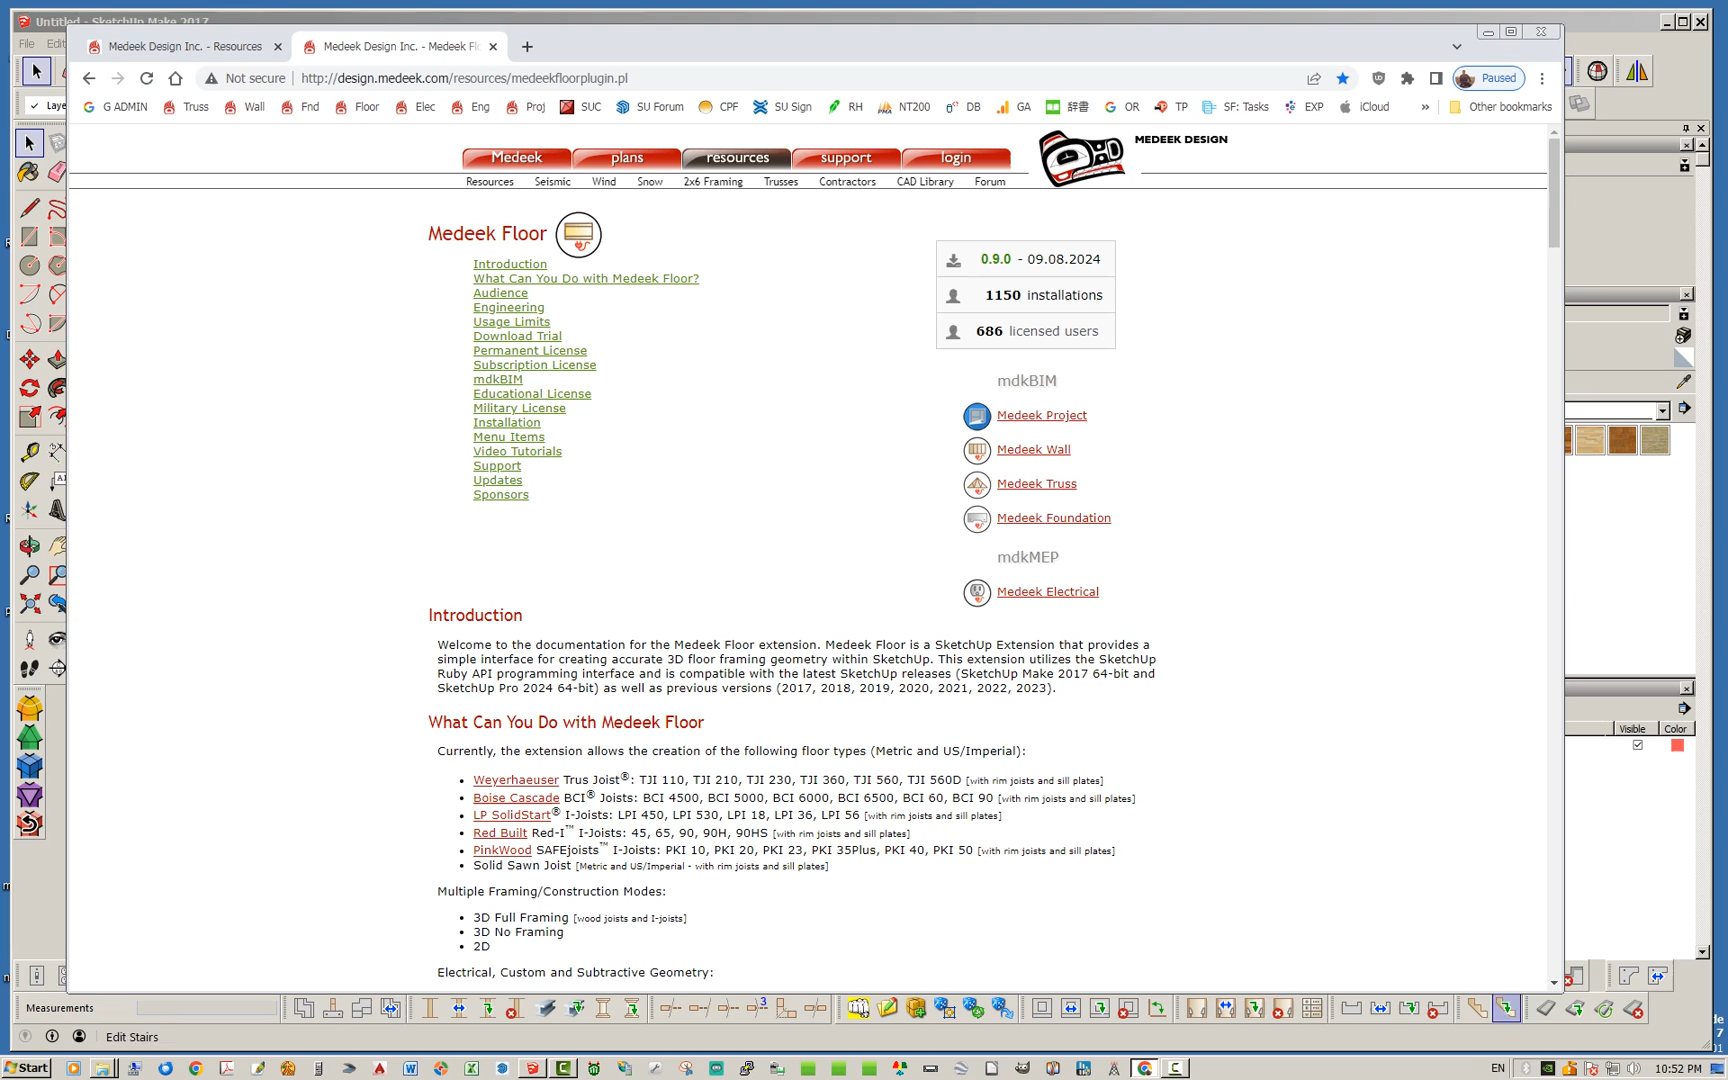 Untitled - SketchUp Make 2017
File Edit
Medeek Design Inc. - Resources
Medeek Design Inc. - Medeek Fl
Not secure
http://design.medeek.com/resources/medeekfloorplugin.pl
Paused
G ADMIN Truss Wall Fnd Floor Elec Eng Proj SUC SU Forum CPF SU Sign RH NT200 DB GA 辞書 OR TP SF: Tasks EXP iCloud » Other bookmarks
Laye
Medeek plans resources support login
MEDEEK DESIGN
Resources Seismic Wind Snow 2x6 Framing Trusses Contractors CAD Library Forum
Medeek Floor
Introduction
What Can You Do with Medeek Floor?
Audience
Engineering
Usage Limits
Download Trial
Permanent License
Subscription License
mdkBIM
Educational License
Military License
Installation
Menu Items
Video Tutorials
Support
Updates
Sponsors
0.9.0 - 09.08.2024
1150 installations
686 licensed users
mdkBIM
Medeek Project
Medeek Wall
Medeek Truss
Medeek Foundation
mdkMEP
Medeek Electrical
Introduction
Welcome to the documentation for the Medeek Floor extension. Medeek Floor is a SketchUp Extension that provides a
simple interface for creating accurate 3D floor framing geometry within SketchUp. This extension utilizes the SketchUp
Ruby API programming interface and is compatible with the latest SketchUp releases (SketchUp Make 2017 64-bit and
SketchUp Pro 2024 64-bit) as well as previous versions (2017, 2018, 2019, 2020, 2021, 2022, 2023).
What Can You Do with Medeek Floor
Currently, the extension allows the creation of the following floor types (Metric and US/Imperial):
• Weyerhaeuser Trus Joist®: TJI 110, TJI 210, TJI 230, TJI 360, TJI 560, TJI 560D [with rim joists and sill plates]
• Boise Cascade BCI® Joists: BCI 4500, BCI 5000, BCI 6000, BCI 6500, BCI 60, BCI 90 [with rim joists and sill plates]
• LP SolidStart® I-Joists: LPI 450, LPI 530, LPI 18, LPI 36, LPI 56 [with rim joists and sill plates]
• Red Built Red-I™ I-Joists: 45, 65, 90, 90H, 90HS [with rim joists and sill plates]
• PinkWood SAFEjoists™ I-Joists: PKI 10, PKI 20, PKI 23, PKI 35Plus, PKI 40, PKI 50 [with rim joists and sill plates]
• Solid Sawn Joist [Metric and US/Imperial - with rim joists and sill plates]
Multiple Framing/Construction Modes:
• 3D Full Framing [wood joists and I-joists]
• 3D No Framing
• 2D
Electrical, Custom and Subtractive Geometry:
Visible Color
Measurements
Edit Stairs
Start
EN
10:52 PM